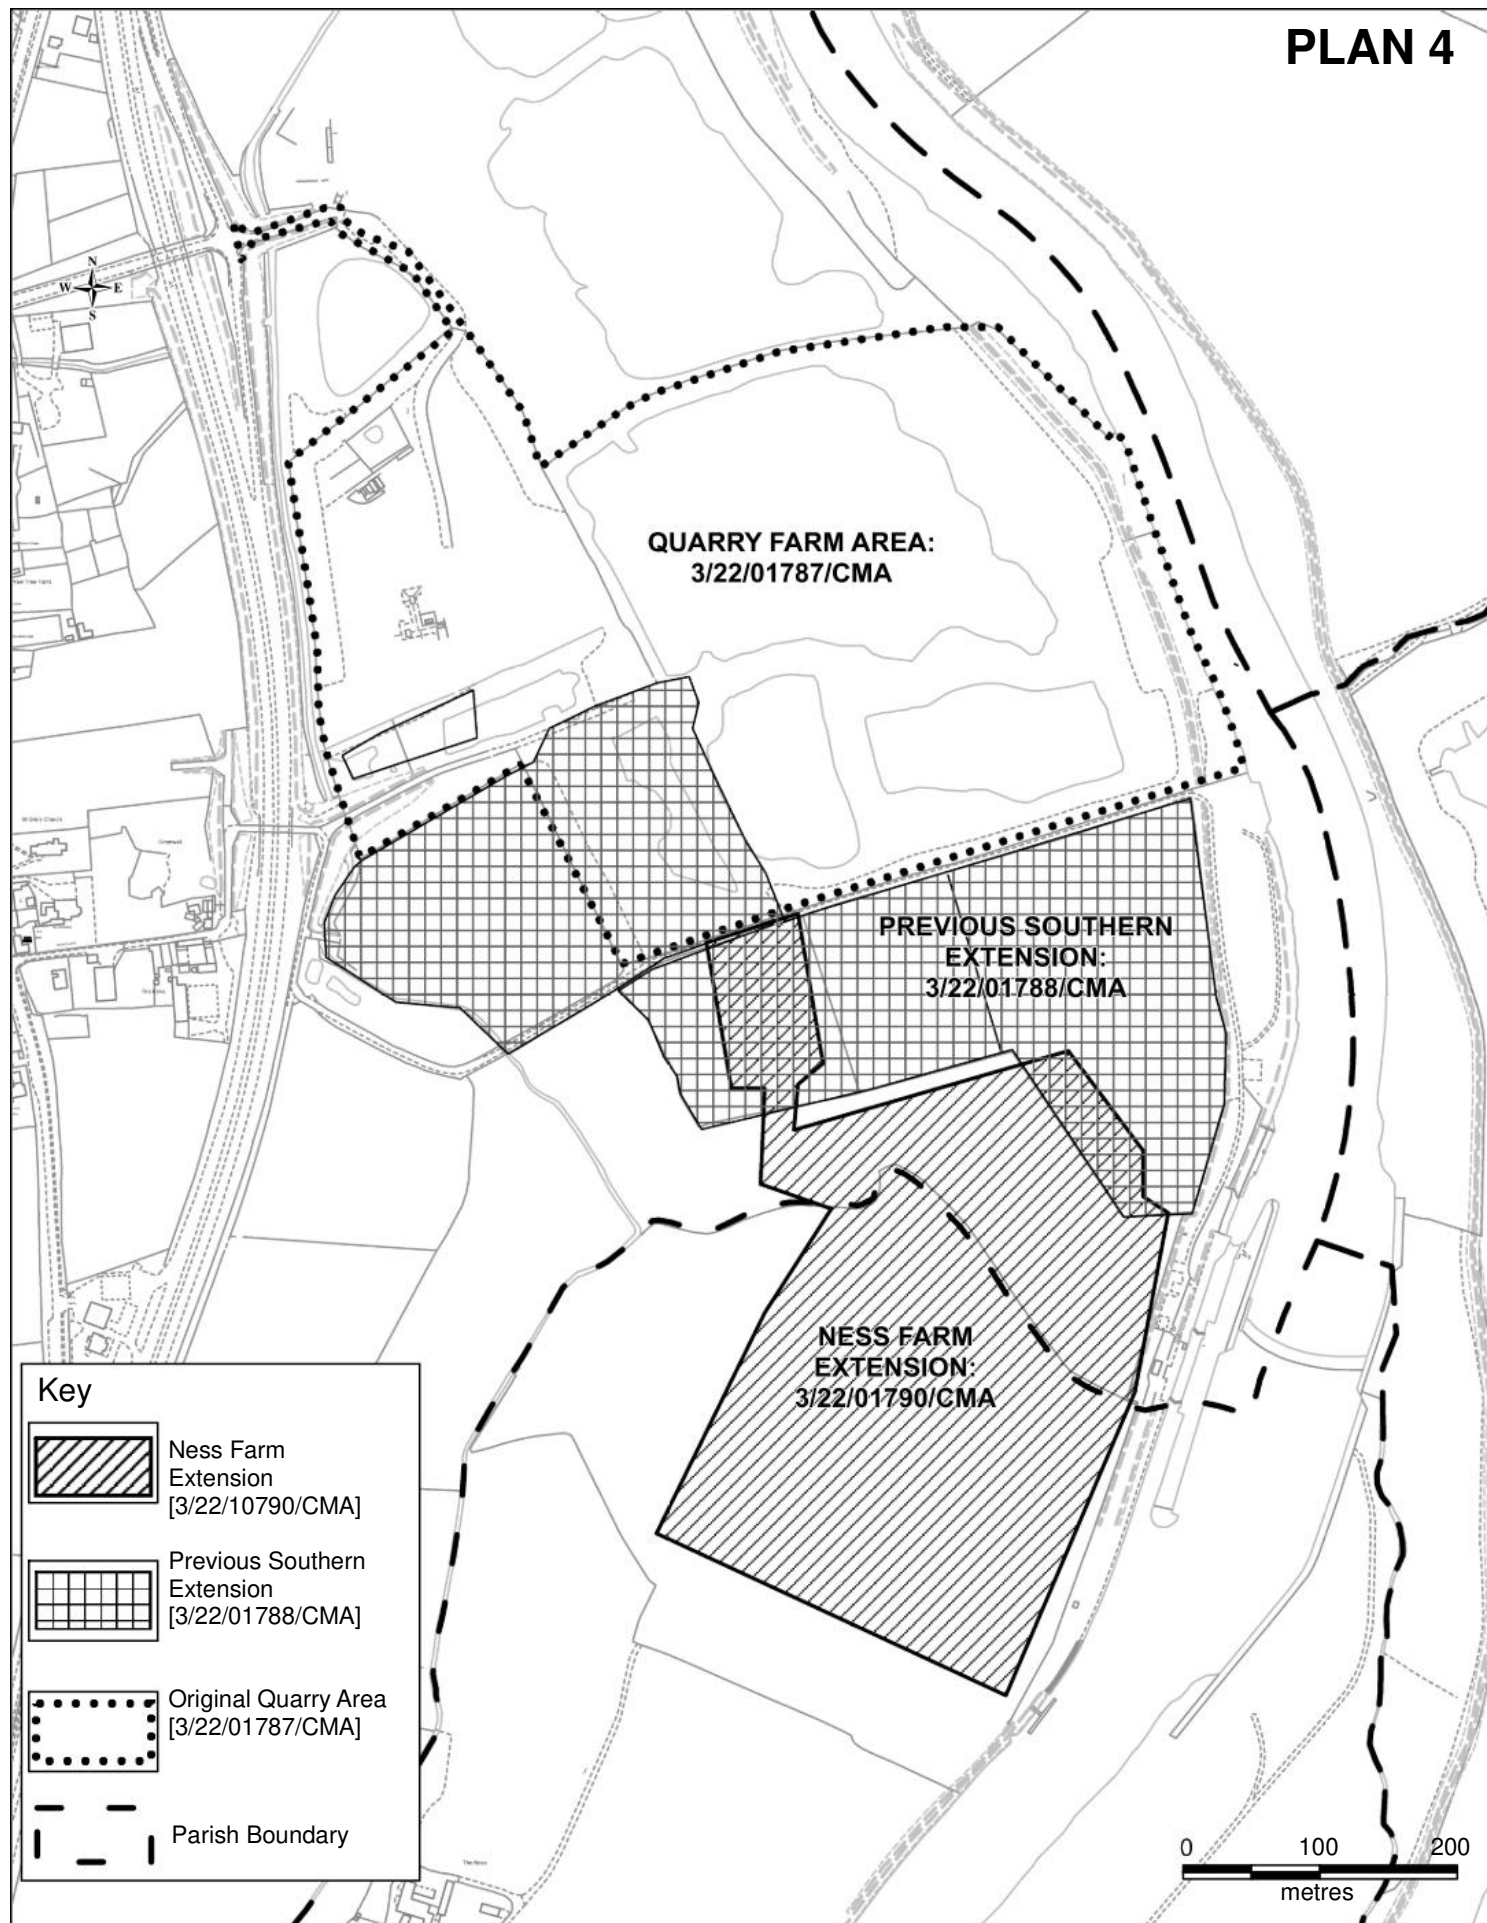 PLAN 4
N
W E
S
QUARRY FARM AREA:
3/22/01787/CMA
PREVIOUS SOUTHERN
EXTENSION:
3/22/01788/CMA
NESS FARM
EXTENSION:
3/22/01790/CMA
Key
Ness Farm
Extension
[3/22/10790/CMA]
Previous Southern
Extension
[3/22/01788/CMA]
Original Quarry Area
[3/22/01787/CMA]
Parish Boundary
The Ness
0 100 200
metres